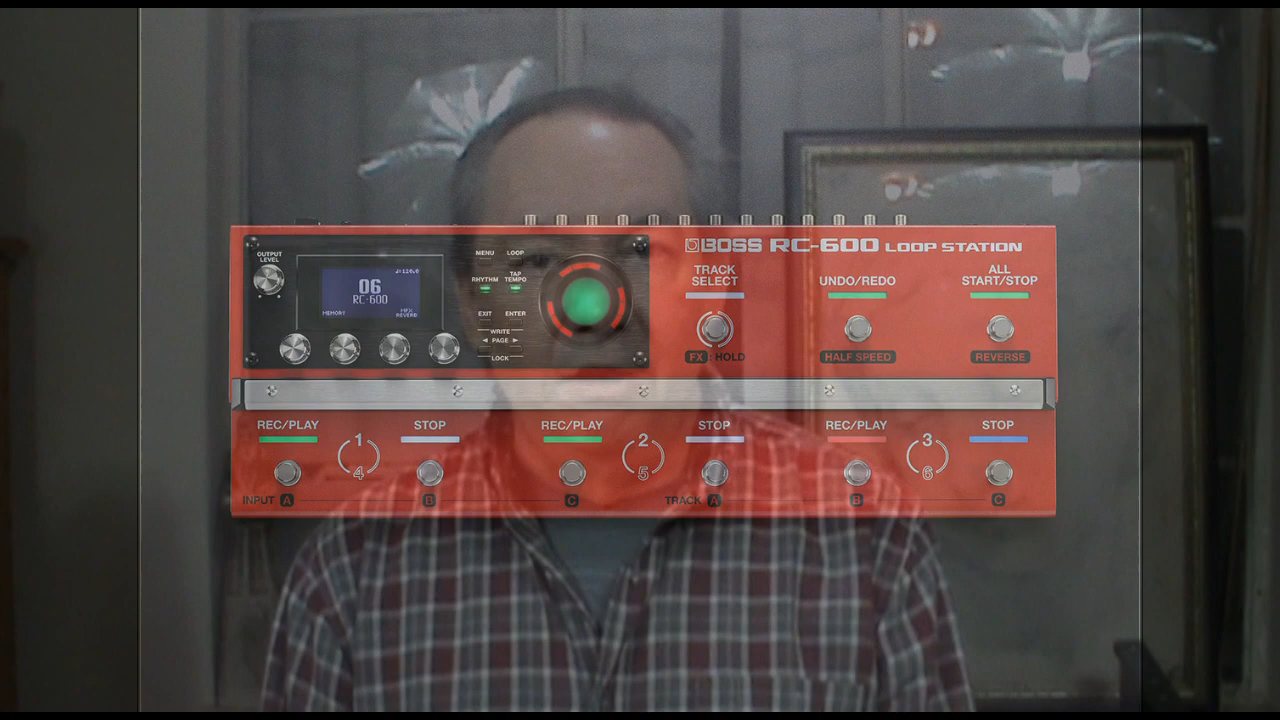 BOSS RC-600 LOOP STATION
OUTPUT
LEVEL
♩=120.0
06
RC-600
MEMORY
MFX
REVERB
MENU
LOOP
RHYTHM
TAP
TEMPO
EXIT
ENTER
WRITE
◄ PAGE ►
LOCK
TRACK
SELECT
FX : HOLD
UNDO/REDO
HALF SPEED
ALL
START/STOP
REVERSE
REC/PLAY
1
4
STOP
REC/PLAY
2
5
STOP
REC/PLAY
3
6
STOP
INPUT A B C TRACK A B C